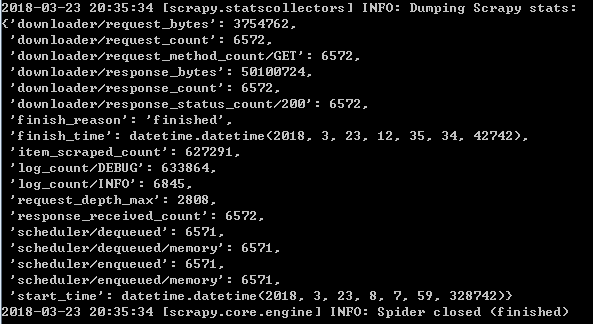 2018-03-23 20:35:34 [scrapy.statscollectors] INFO: Dumping Scrapy stats:
{'downloader/request_bytes': 3754762,
'downloader/request_count': 6572,
'downloader/request_method_count/GET': 6572,
'downloader/response_bytes': 50100724,
'downloader/response_count': 6572,
'downloader/response_status_count/200': 6572,
'finish_reason': 'finished',
'finish_time': datetime.datetime(2018, 3, 23, 12, 35, 34, 42742),
'item_scraped_count': 627291,
'log_count/DEBUG': 633864,
'log_count/INFO': 6845,
'request_depth_max': 2808,
'response_received_count': 6572,
'scheduler/dequeued': 6571,
'scheduler/dequeued/memory': 6571,
'scheduler/enqueued': 6571,
'scheduler/enqueued/memory': 6571,
'start_time': datetime.datetime(2018, 3, 23, 8, 7, 59, 328742)}
2018-03-23 20:35:34 [scrapy.core.engine] INFO: Spider closed (finished)